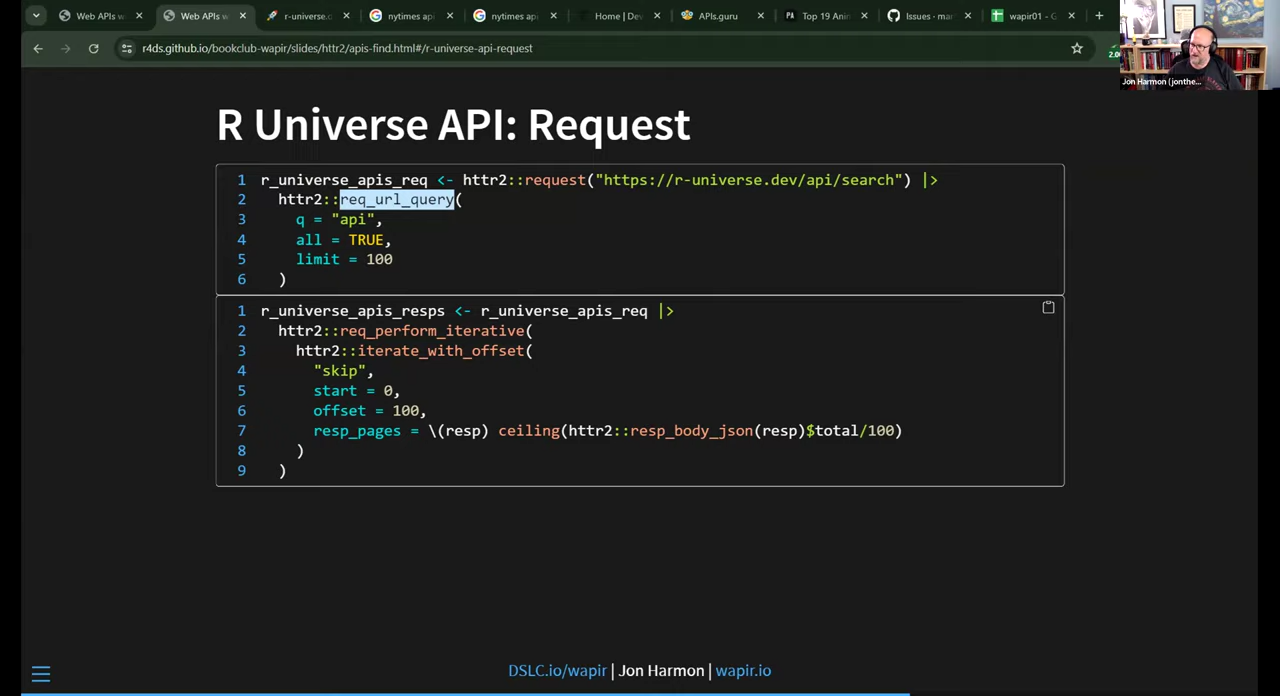 Web APIs w
Web APIs w
r-universe.c
nytimes api
nytimes api
Home | Dev
APIs.guru
PA
Top 19 Ani
Issues · mar
wapir01 - G
r4ds.github.io/bookclub-wapir/slides/httr2/apis-find.html#/r-universe-api-request
Jon Harmon (jonthe...
R Universe API: Request
1 r_universe_apis_req <- httr2::request("https://r-universe.dev/api/search") |>
2 httr2::req_url_query(
3 q = "api",
4 all = TRUE,
5 limit = 100
6 )
1 r_universe_apis_resps <- r_universe_apis_req |>
2 httr2::req_perform_iterative(
3 httr2::iterate_with_offset(
4 "skip",
5 start = 0,
6 offset = 100,
7 resp_pages = \(resp) ceiling(httr2::resp_body_json(resp)$total/100)
8 )
9 )
DSLC.io/wapir | Jon Harmon | wapir.io